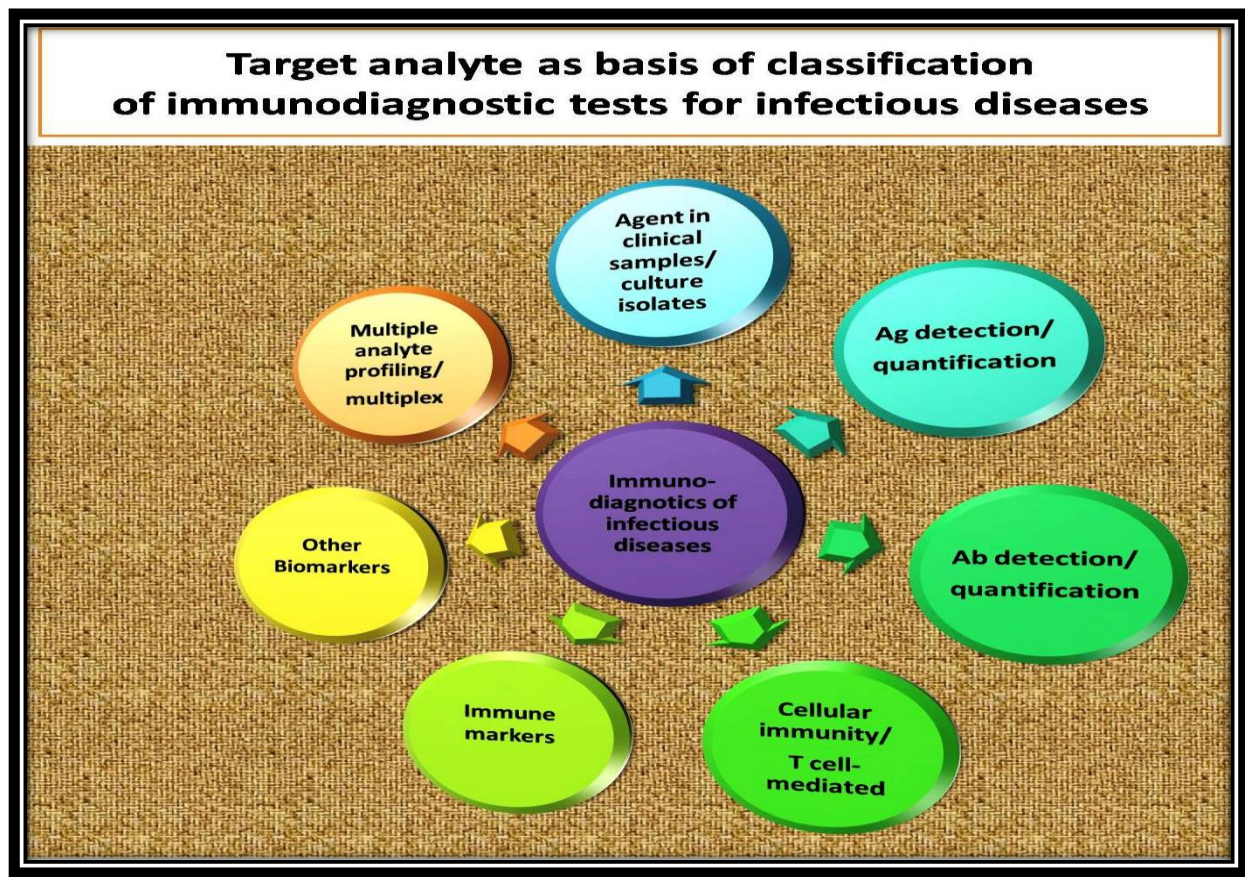 Target analyte as basis of classification
of immunodiagnostic tests for infectious diseases
Agent in
clinical
samples/
culture
isolates
Ag detection/
quantification
Ab detection/
quantification
Cellular
immunity/
T cell-
mediated
Immune
markers
Other
Biomarkers
Multiple
analyte
profiling/
multiplex
Immuno-
diagnotics of
infectious
diseases